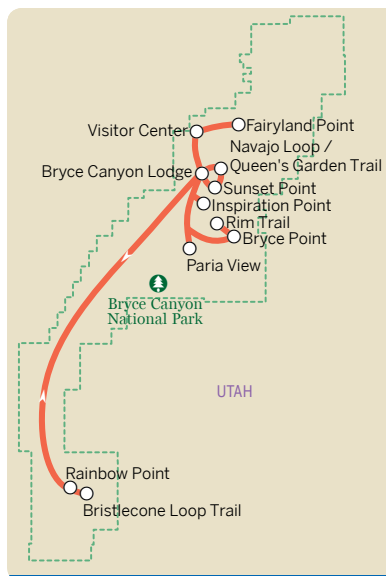 Visitor Center
Fairyland Point
Navajo Loop /
Queen's Garden Trail
Bryce Canyon Lodge
Sunset Point
Inspiration Point
Rim Trail
Bryce Point
Paria View
Bryce Canyon
National Park
UTAH
Rainbow Point
Bristlecone Loop Trail